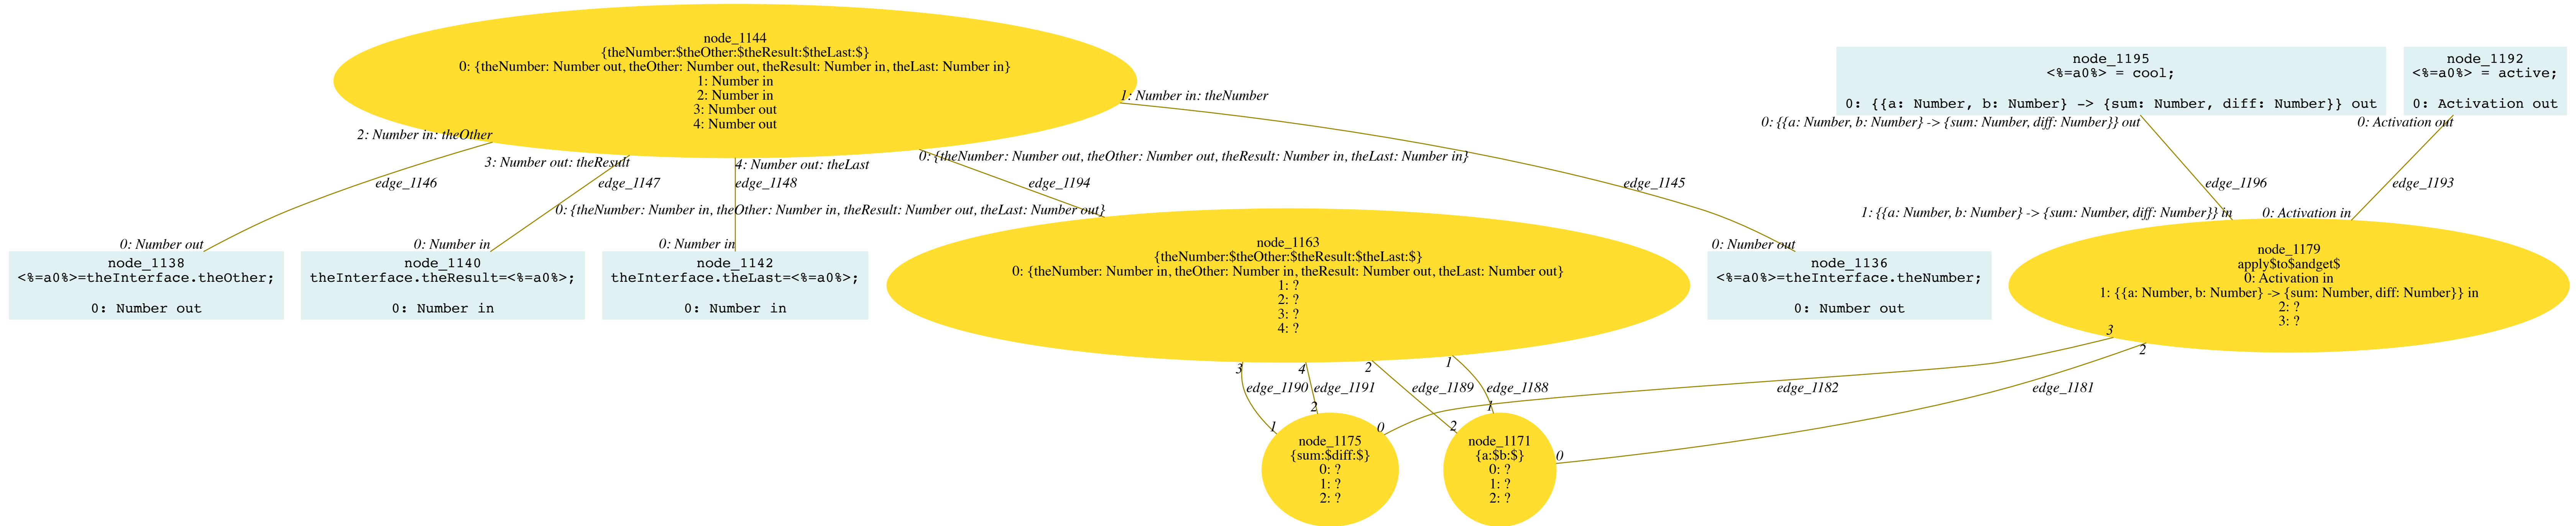 node_1144
{theNumber:$theOther:$theResult:$theLast:$}
0: {theNumber: Number out, theOther: Number out, theResult: Number in, theLast: Number in}
1: Number in
2: Number in
3: Number out
4: Number out
node_1195
<%=a0%> = cool;
0: {{a: Number, b: Number} -> {sum: Number, diff: Number}} out
node_1192
<%=a0%> = active;
0: Activation out
1: Number in: theNumber
2: Number in: theOther
3: Number out: theResult
4: Number out: theLast
0: {theNumber: Number out, theOther: Number out, theResult: Number in, theLast: Number in}
0: {{a: Number, b: Number} -> {sum: Number, diff: Number}} out
0: Activation out
edge_1146
edge_1147
edge_1148
edge_1194
edge_1145
edge_1196
edge_1193
0: {theNumber: Number in, theOther: Number in, theResult: Number out, theLast: Number out}
1: {{a: Number, b: Number} -> {sum: Number, diff: Number}} in
0: Activation in
0: Number out
0: Number in
0: Number in
0: Number out
node_1138
<%=a0%>=theInterface.theOther;
0: Number out
node_1140
theInterface.theResult=<%=a0%>;
0: Number in
node_1142
theInterface.theLast=<%=a0%>;
0: Number in
node_1163
{theNumber:$theOther:$theResult:$theLast:$}
0: {theNumber: Number in, theOther: Number in, theResult: Number out, theLast: Number out}
1: ?
2: ?
3: ?
4: ?
node_1136
<%=a0%>=theInterface.theNumber;
0: Number out
node_1179
apply$to$andget$
0: Activation in
1: {{a: Number, b: Number} -> {sum: Number, diff: Number}} in
2: ?
3: ?
3
4
2
1
3
2
edge_1190
edge_1191
edge_1189
edge_1188
edge_1182
edge_1181
1
2
0
2
1
0
node_1175
{sum:$diff:$}
0: ?
1: ?
2: ?
node_1171
{a:$b:$}
0: ?
1: ?
2: ?